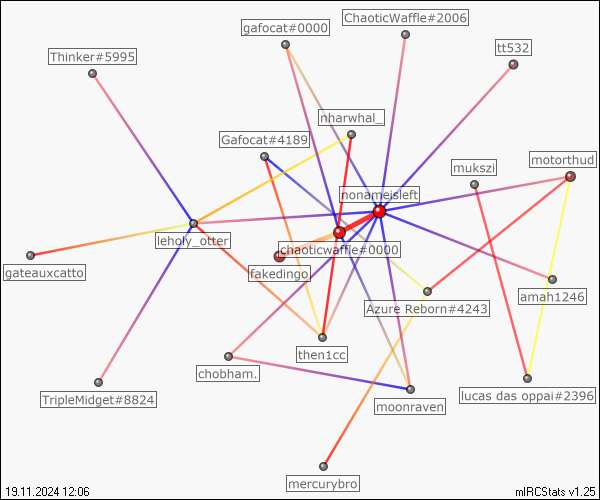 ChaoticWaffle#2006
gafocat#0000
tt532
Thinker#5995
nharwhal_
Gafocat#4189
motorthud
mukszi
nonameisleft
leholy_otter
chaoticwaffle#0000
gateauxcatto
fakedingo
amah1246
Azure Reborn#4243
then1cc
chobham.
TripleMidget#8824
lucas das oppai#2396
moonraven
mercurybro
19.11.2024 12:06
mIRCStats v1.25